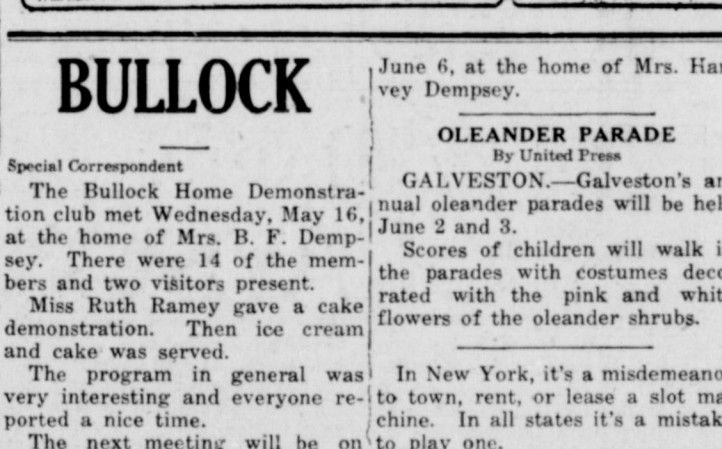 BULLOCK
Special Correspondent
The Bullock Home Demonstra-
tion club met Wednesday, May 16,
at the home of Mrs. B. F. Demp-
sey. There were 14 of the mem-
bers and two visitors present.
Miss Ruth Ramey gave a cake
demonstration. Then ice cream
and cake was served.
The program in general was
very interesting and everyone re-
ported a nice time.
The next meeting will be on
June 6, at the home of Mrs. Har
vey Dempsey.
OLEANDER PARADE
By United Press
GALVESTON.—Galveston's an
nual oleander parades will be hel
June 2 and 3.
Scores of children will walk i
the parades with costumes deco
rated with the pink and whit
flowers of the oleander shrubs.
In New York, it's a misdemeano
to town, rent, or lease a slot ma
chine. In all states it's a mistak
to play one.